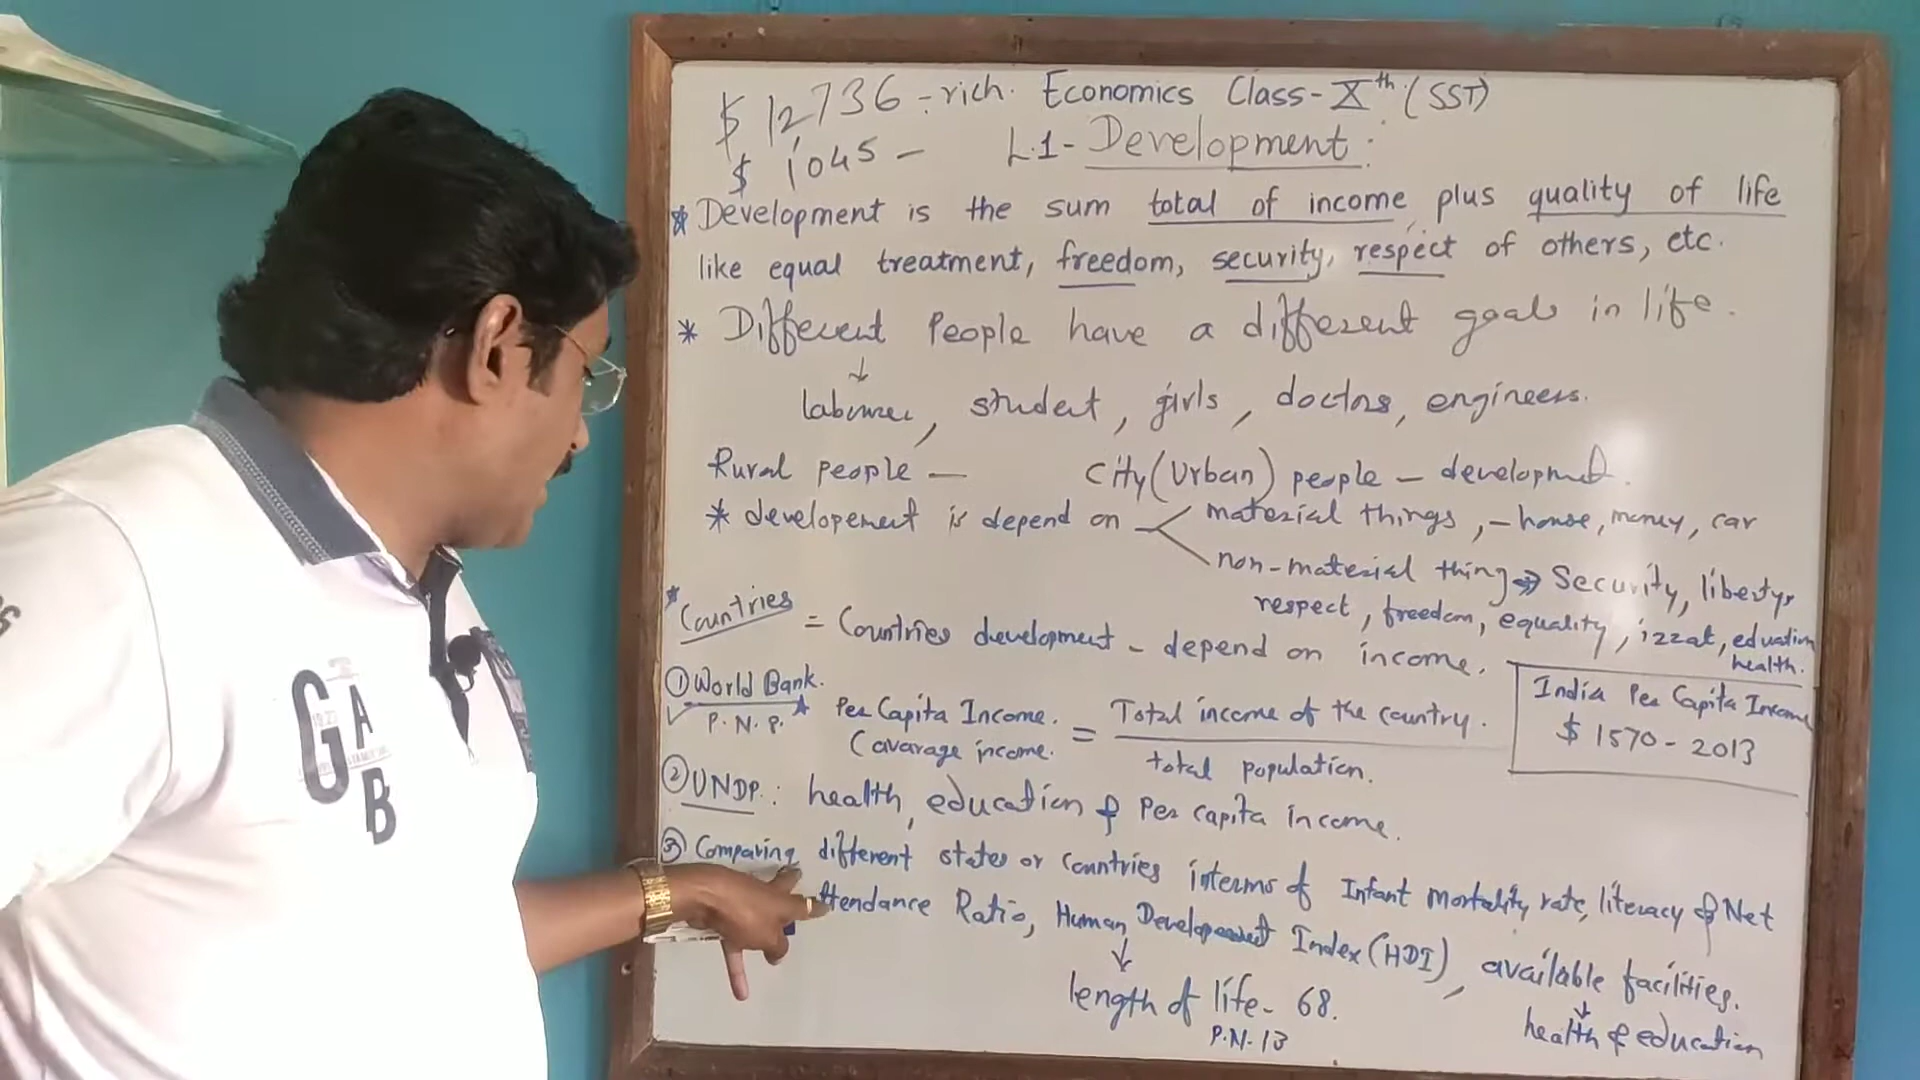 $ 12,736 - rich. Economics Class - Xth (SST)
$ 1045 - L.1 - Development:
* Development is the sum total of income plus quality of life
like equal treatment, freedom, security, respect of others, etc.
* Different People have a different goals in life.
↓
labourer, student, girls, doctors, engineers.
Rural people — City (Urban) people — development.
* developement is depend on — material things, - house, money, car
non-material thing → Security, liberty,
respect, freedom, equality, izzat, eduation
health.
* Countries = Countries development - depend on income.
① World Bank.
P.N.P. * Per Capita Income. = Total income of the country.
(avarage income. total population.
India Per Capita Income
$ 1570 - 2013
② UNDP: health, education & Per capita income.
③ Comparing different states or Countries interms of Infant mortality rate, literacy & Net
ttendance Ratio, Human Development Index (HDI), available facilities.
↓ ↓
length of life - 68. health & education
P.N. 13
G A B